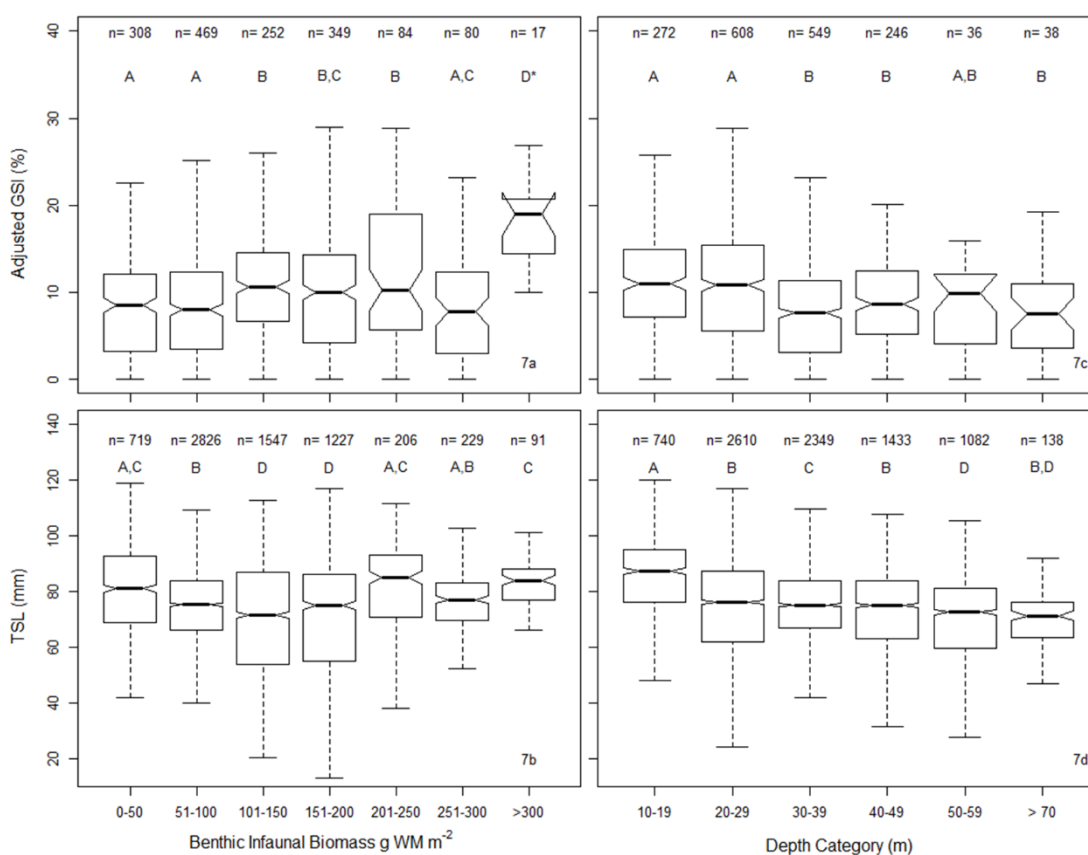 n= 308 n= 469 n= 252 n= 349 n= 84 n= 80 n= 17
A A B B,C B A,C D*
40
30
20
10
0
Adjusted GSI (%)
7a
n= 272 n= 608 n= 549 n= 246 n= 36 n= 38
A A B B A,B B
7c
n= 719 n= 2826 n= 1547 n= 1227 n= 206 n= 229 n= 91
A,C B D D A,C A,B C
140
120
100
80
60
40
20
TSL (mm)
7b
0-50 51-100 101-150 151-200 201-250 251-300 >300
Benthic Infaunal Biomass g WM m⁻²
n= 740 n= 2610 n= 2349 n= 1433 n= 1082 n= 138
A B C B D B,D
7d
10-19 20-29 30-39 40-49 50-59 > 70
Depth Category (m)